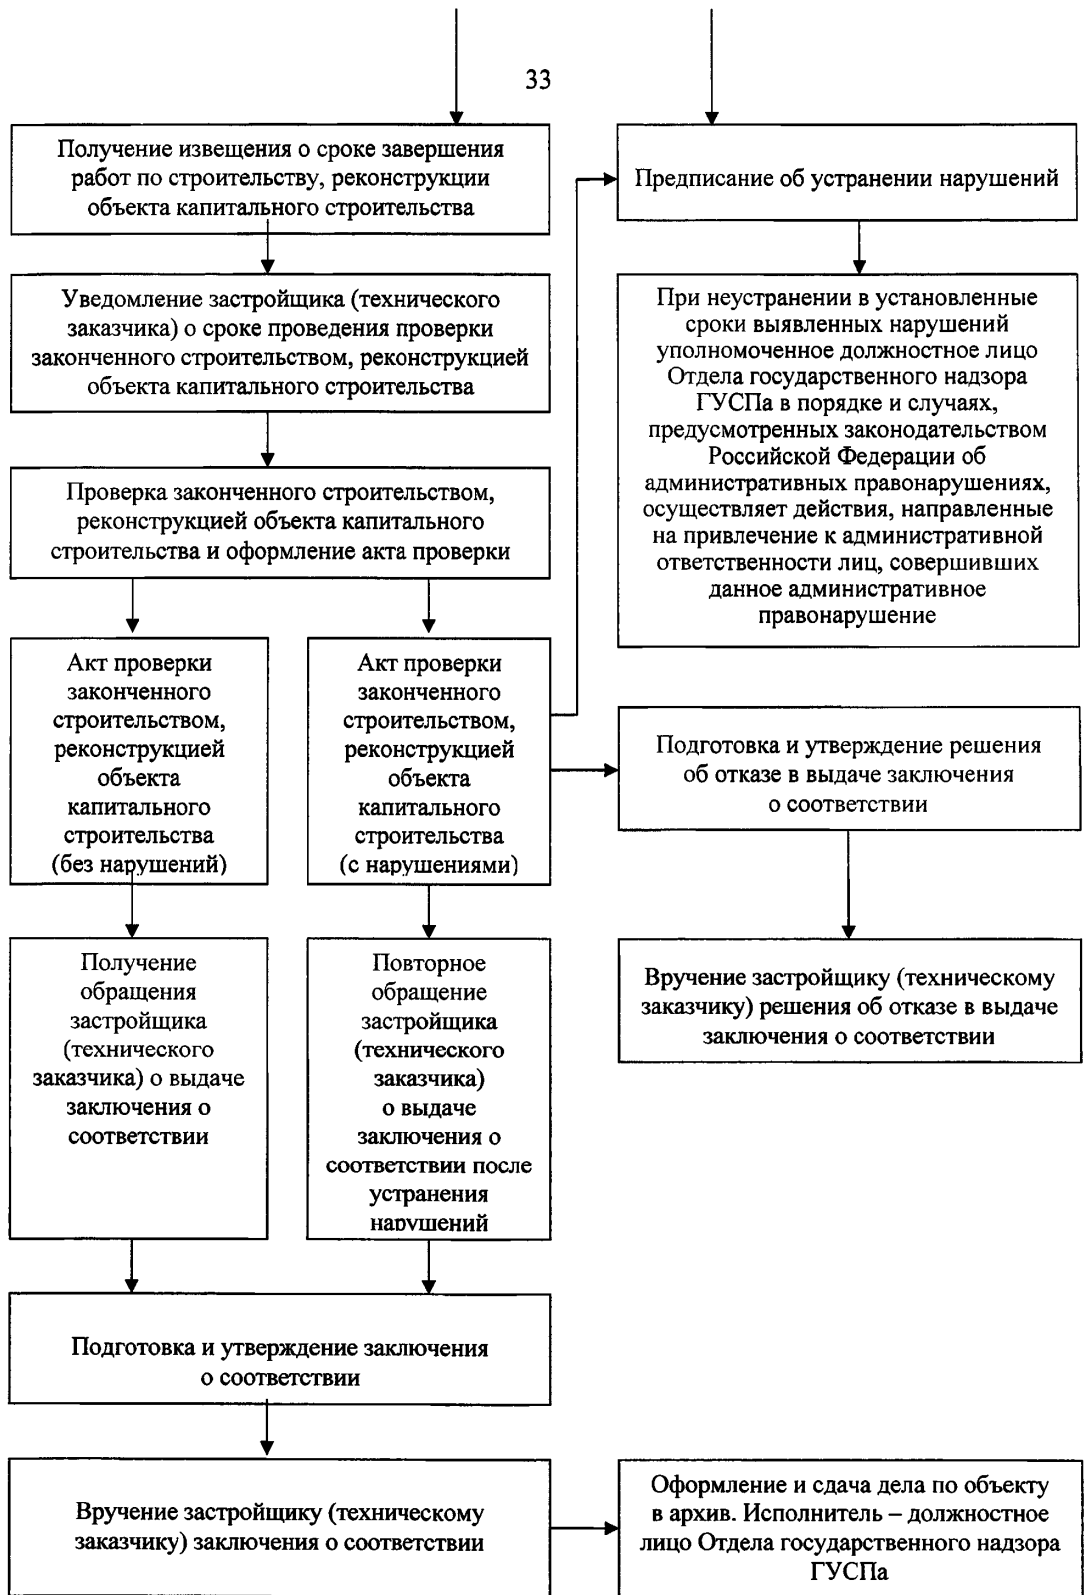 33
Получение извещения о сроке завершения
работ по строительству, реконструкции
объекта капитального строительства
Предписание об устранении нарушений
Уведомление застройщика (технического
заказчика) о сроке проведения проверки
законченного строительством, реконструкцией
объекта капитального строительства
При неустранении в установленные
сроки выявленных нарушений
уполномоченное должностное лицо
Отдела государственного надзора
ГУСПа в порядке и случаях,
предусмотренных законодательством
Российской Федерации об
административных правонарушениях,
осуществляет действия, направленные
на привлечение к административной
ответственности лиц, совершивших
данное административное
правонарушение
Проверка законченного строительством,
реконструкцией объекта капитального
строительства и оформление акта проверки
Акт проверки
законченного
строительством,
реконструкцией
объекта
капитального
строительства
(без нарушений)
Акт проверки
законченного
строительством,
реконструкцией
объекта
капитального
строительства
(с нарушениями)
Подготовка и утверждение решения
об отказе в выдаче заключения
о соответствии
Получение
обращения
застройщика
(технического
заказчика) о выдаче
заключения о
соответствии
Повторное
обращение
застройщика
(технического
заказчика)
о выдаче
заключения о
соответствии после
устранения
нарушений
Вручение застройщику (техническому
заказчику) решения об отказе в выдаче
заключения о соответствии
Подготовка и утверждение заключения
о соответствии
Вручение застройщику (техническому
заказчику) заключения о соответствии
Оформление и сдача дела по объекту
в архив. Исполнитель – должностное
лицо Отдела государственного надзора
ГУСПа